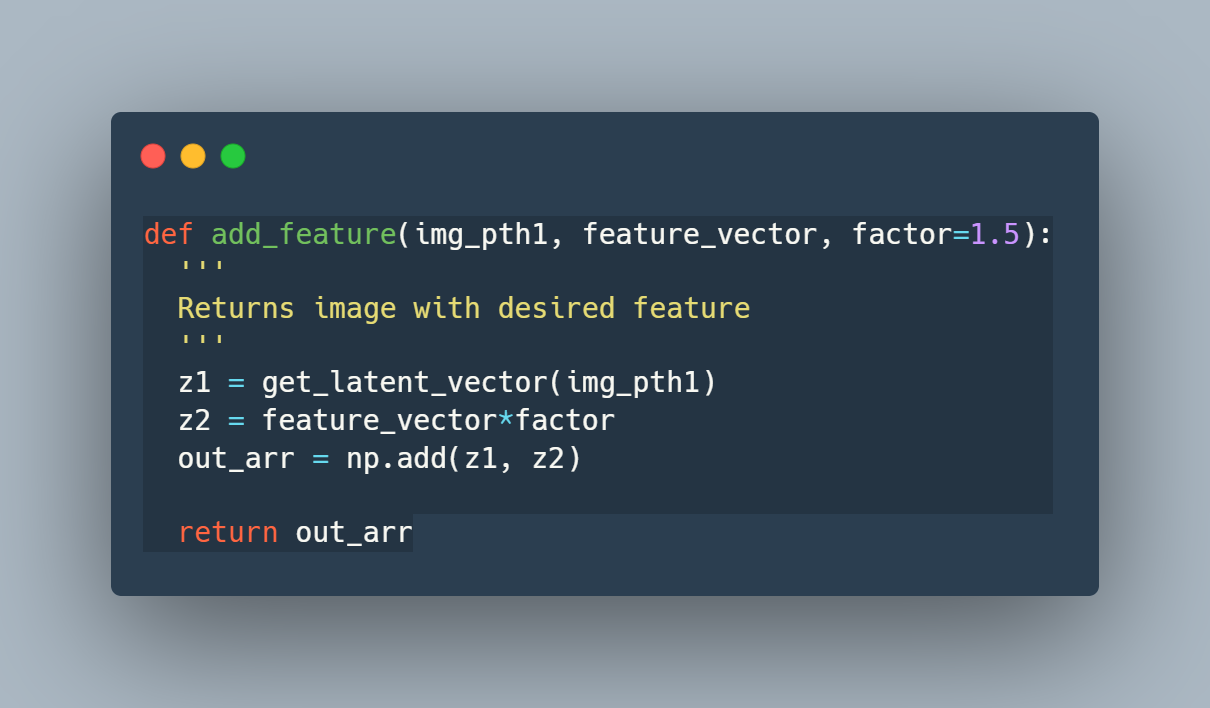 def add_feature(img_pth1, feature_vector, factor=1.5):
  '''
  Returns image with desired feature
  '''
  z1 = get_latent_vector(img_pth1)
  z2 = feature_vector*factor
  out_arr = np.add(z1, z2)

  return out_arr